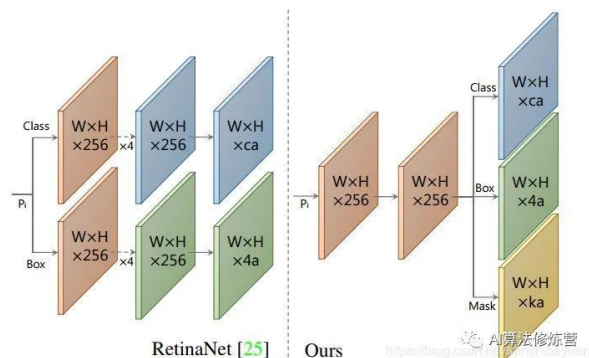 Class
W×H
×256
×4
W×H
×256
W×H
×ca
Pi
W×H
×256
Box
×4
W×H
×256
W×H
×4a
RetinaNet [25]
Pi
W×H
×256
W×H
×256
Class
W×H
×ca
Box
W×H
×4a
Mask
W×H
×ka
Ours
AI算法修炼营